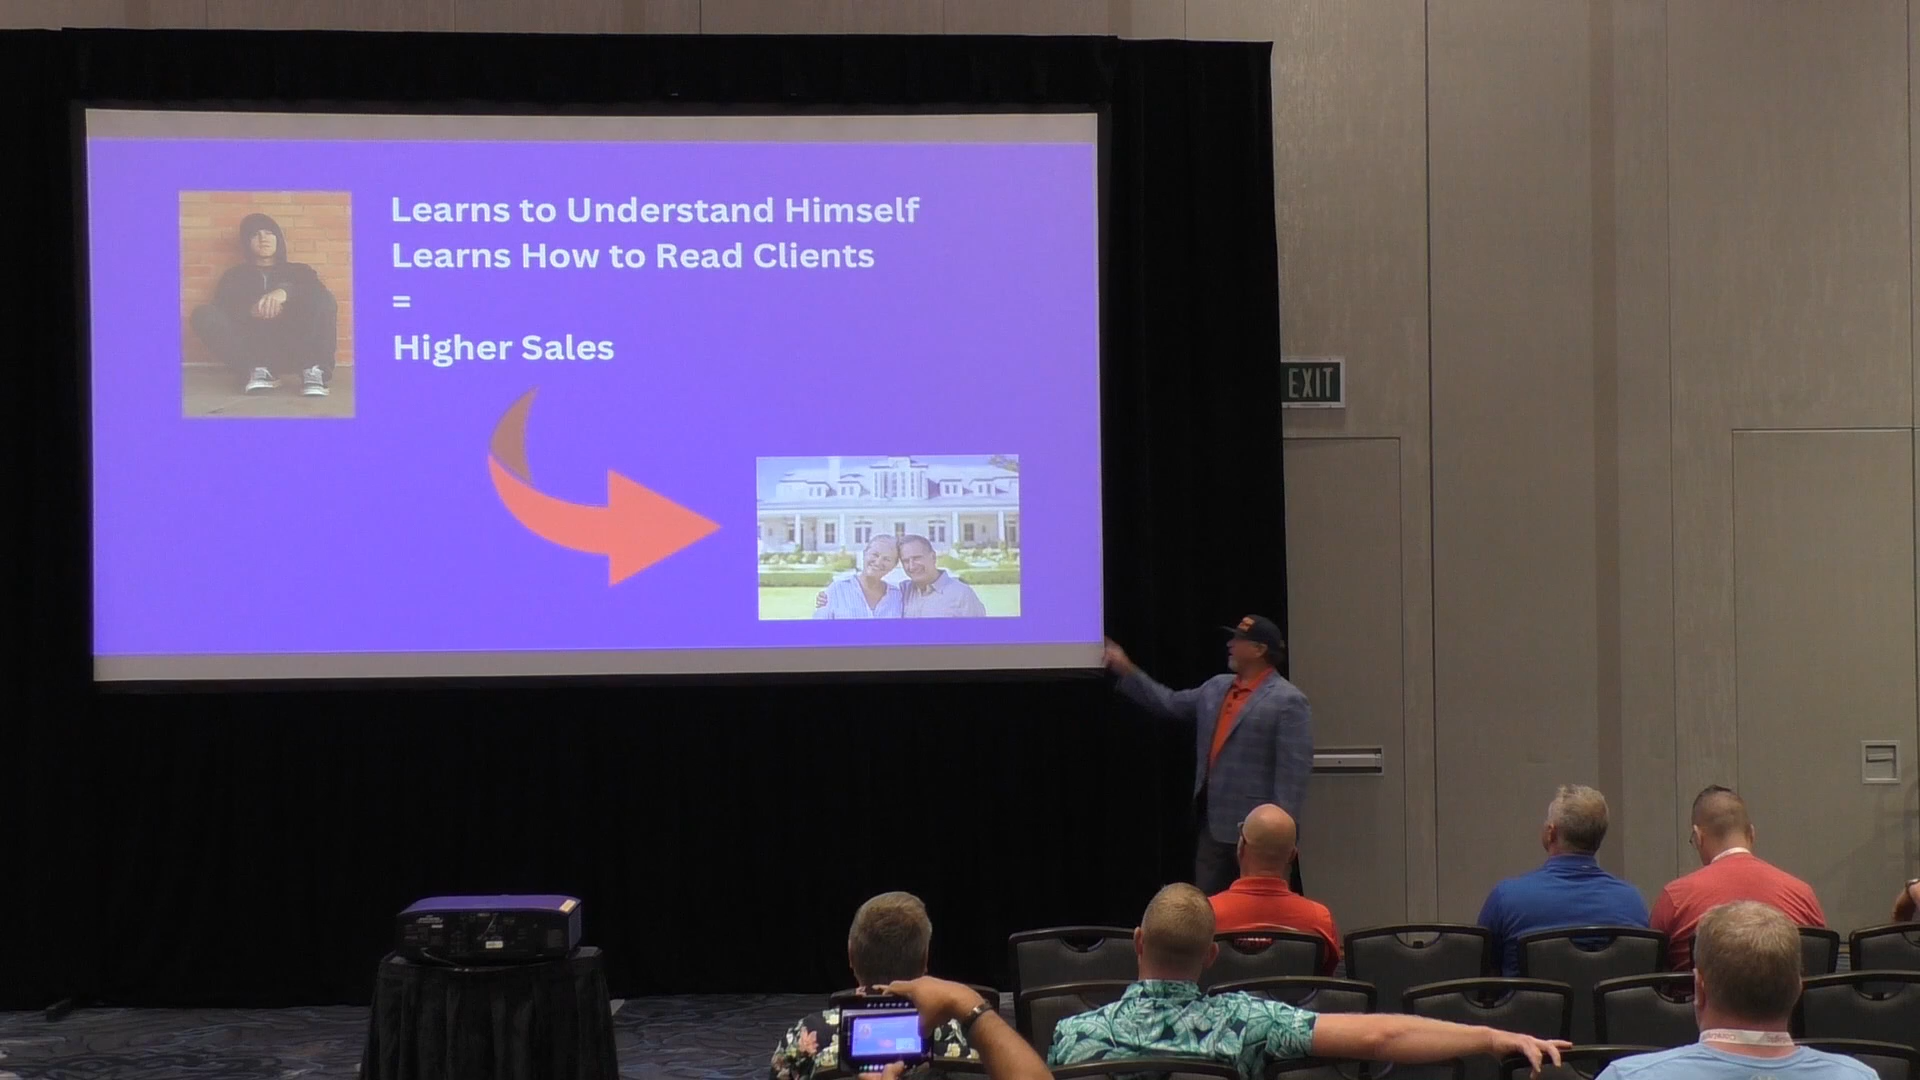 Learns to Understand Himself
Learns How to Read Clients
=
Higher Sales
EXIT